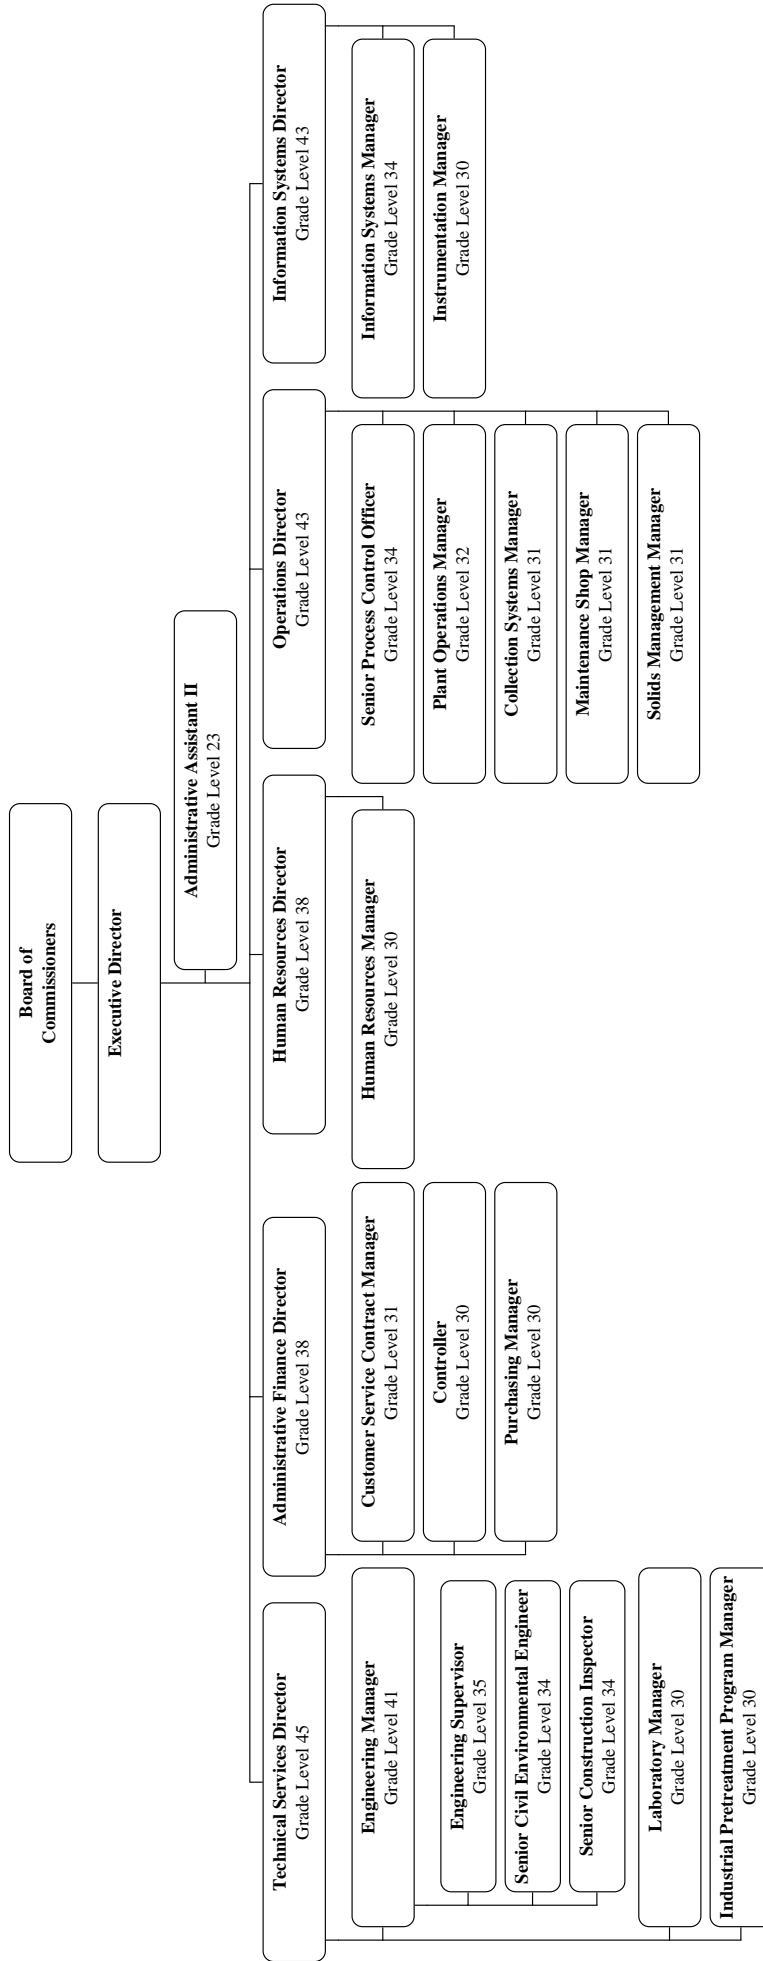 Board of
Commissioners
Executive Director
Administrative Assistant II
Grade Level 23
Technical Services Director
Grade Level 45
Engineering Manager
Grade Level 41
Engineering Supervisor
Grade Level 35
Senior Civil Environmental Engineer
Grade Level 34
Senior Construction Inspector
Grade Level 34
Laboratory Manager
Grade Level 30
Industrial Pretreatment Program Manager
Grade Level 30
Administrative Finance Director
Grade Level 38
Customer Service Contract Manager
Grade Level 31
Controller
Grade Level 30
Purchasing Manager
Grade Level 30
Human Resources Director
Grade Level 38
Human Resources Manager
Grade Level 30
Operations Director
Grade Level 43
Senior Process Control Officer
Grade Level 34
Plant Operations Manager
Grade Level 32
Collection Systems Manager
Grade Level 31
Maintenance Shop Manager
Grade Level 31
Solids Management Manager
Grade Level 31
Information Systems Director
Grade Level 43
Information Systems Manager
Grade Level 34
Instrumentation Manager
Grade Level 30